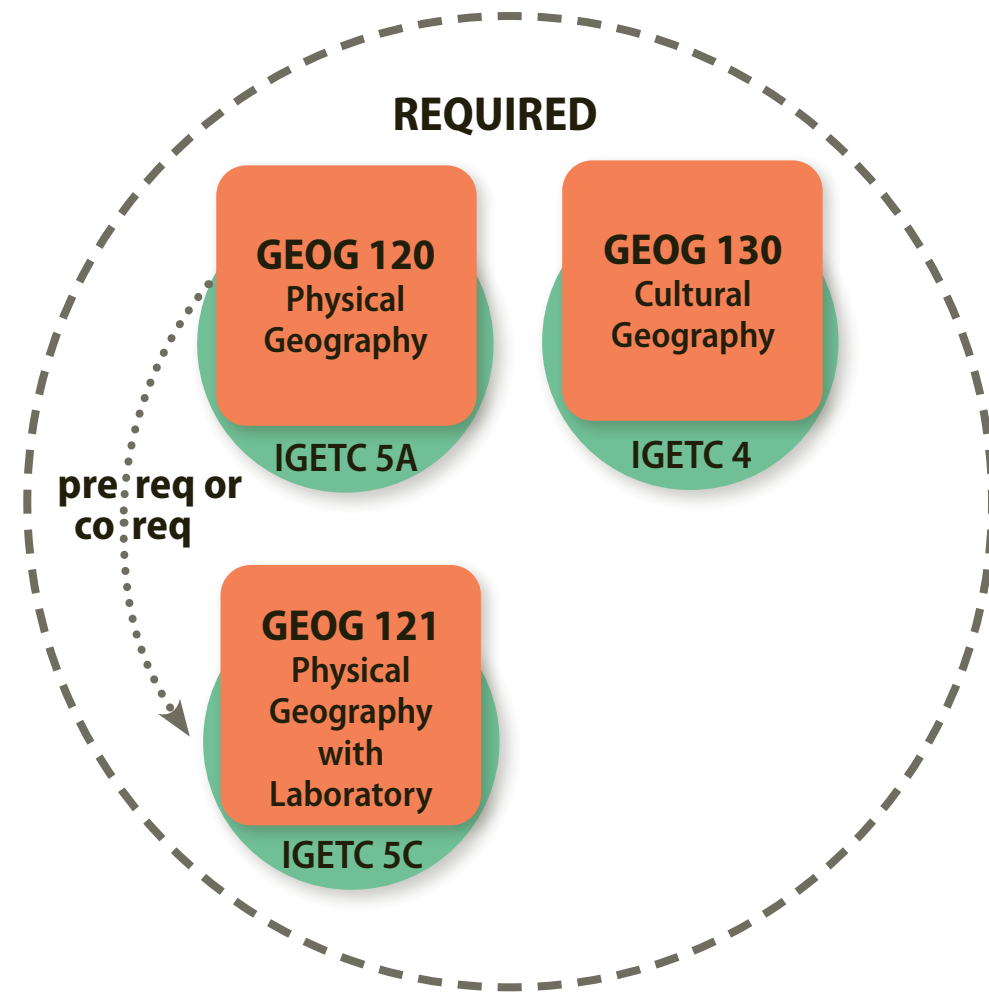 REQUIRED
GEOG 120
Physical
Geography
IGETC 5A
GEOG 130
Cultural
Geography
IGETC 4
pre req or
co req
GEOG 121
Physical
Geography
with
Laboratory
IGETC 5C